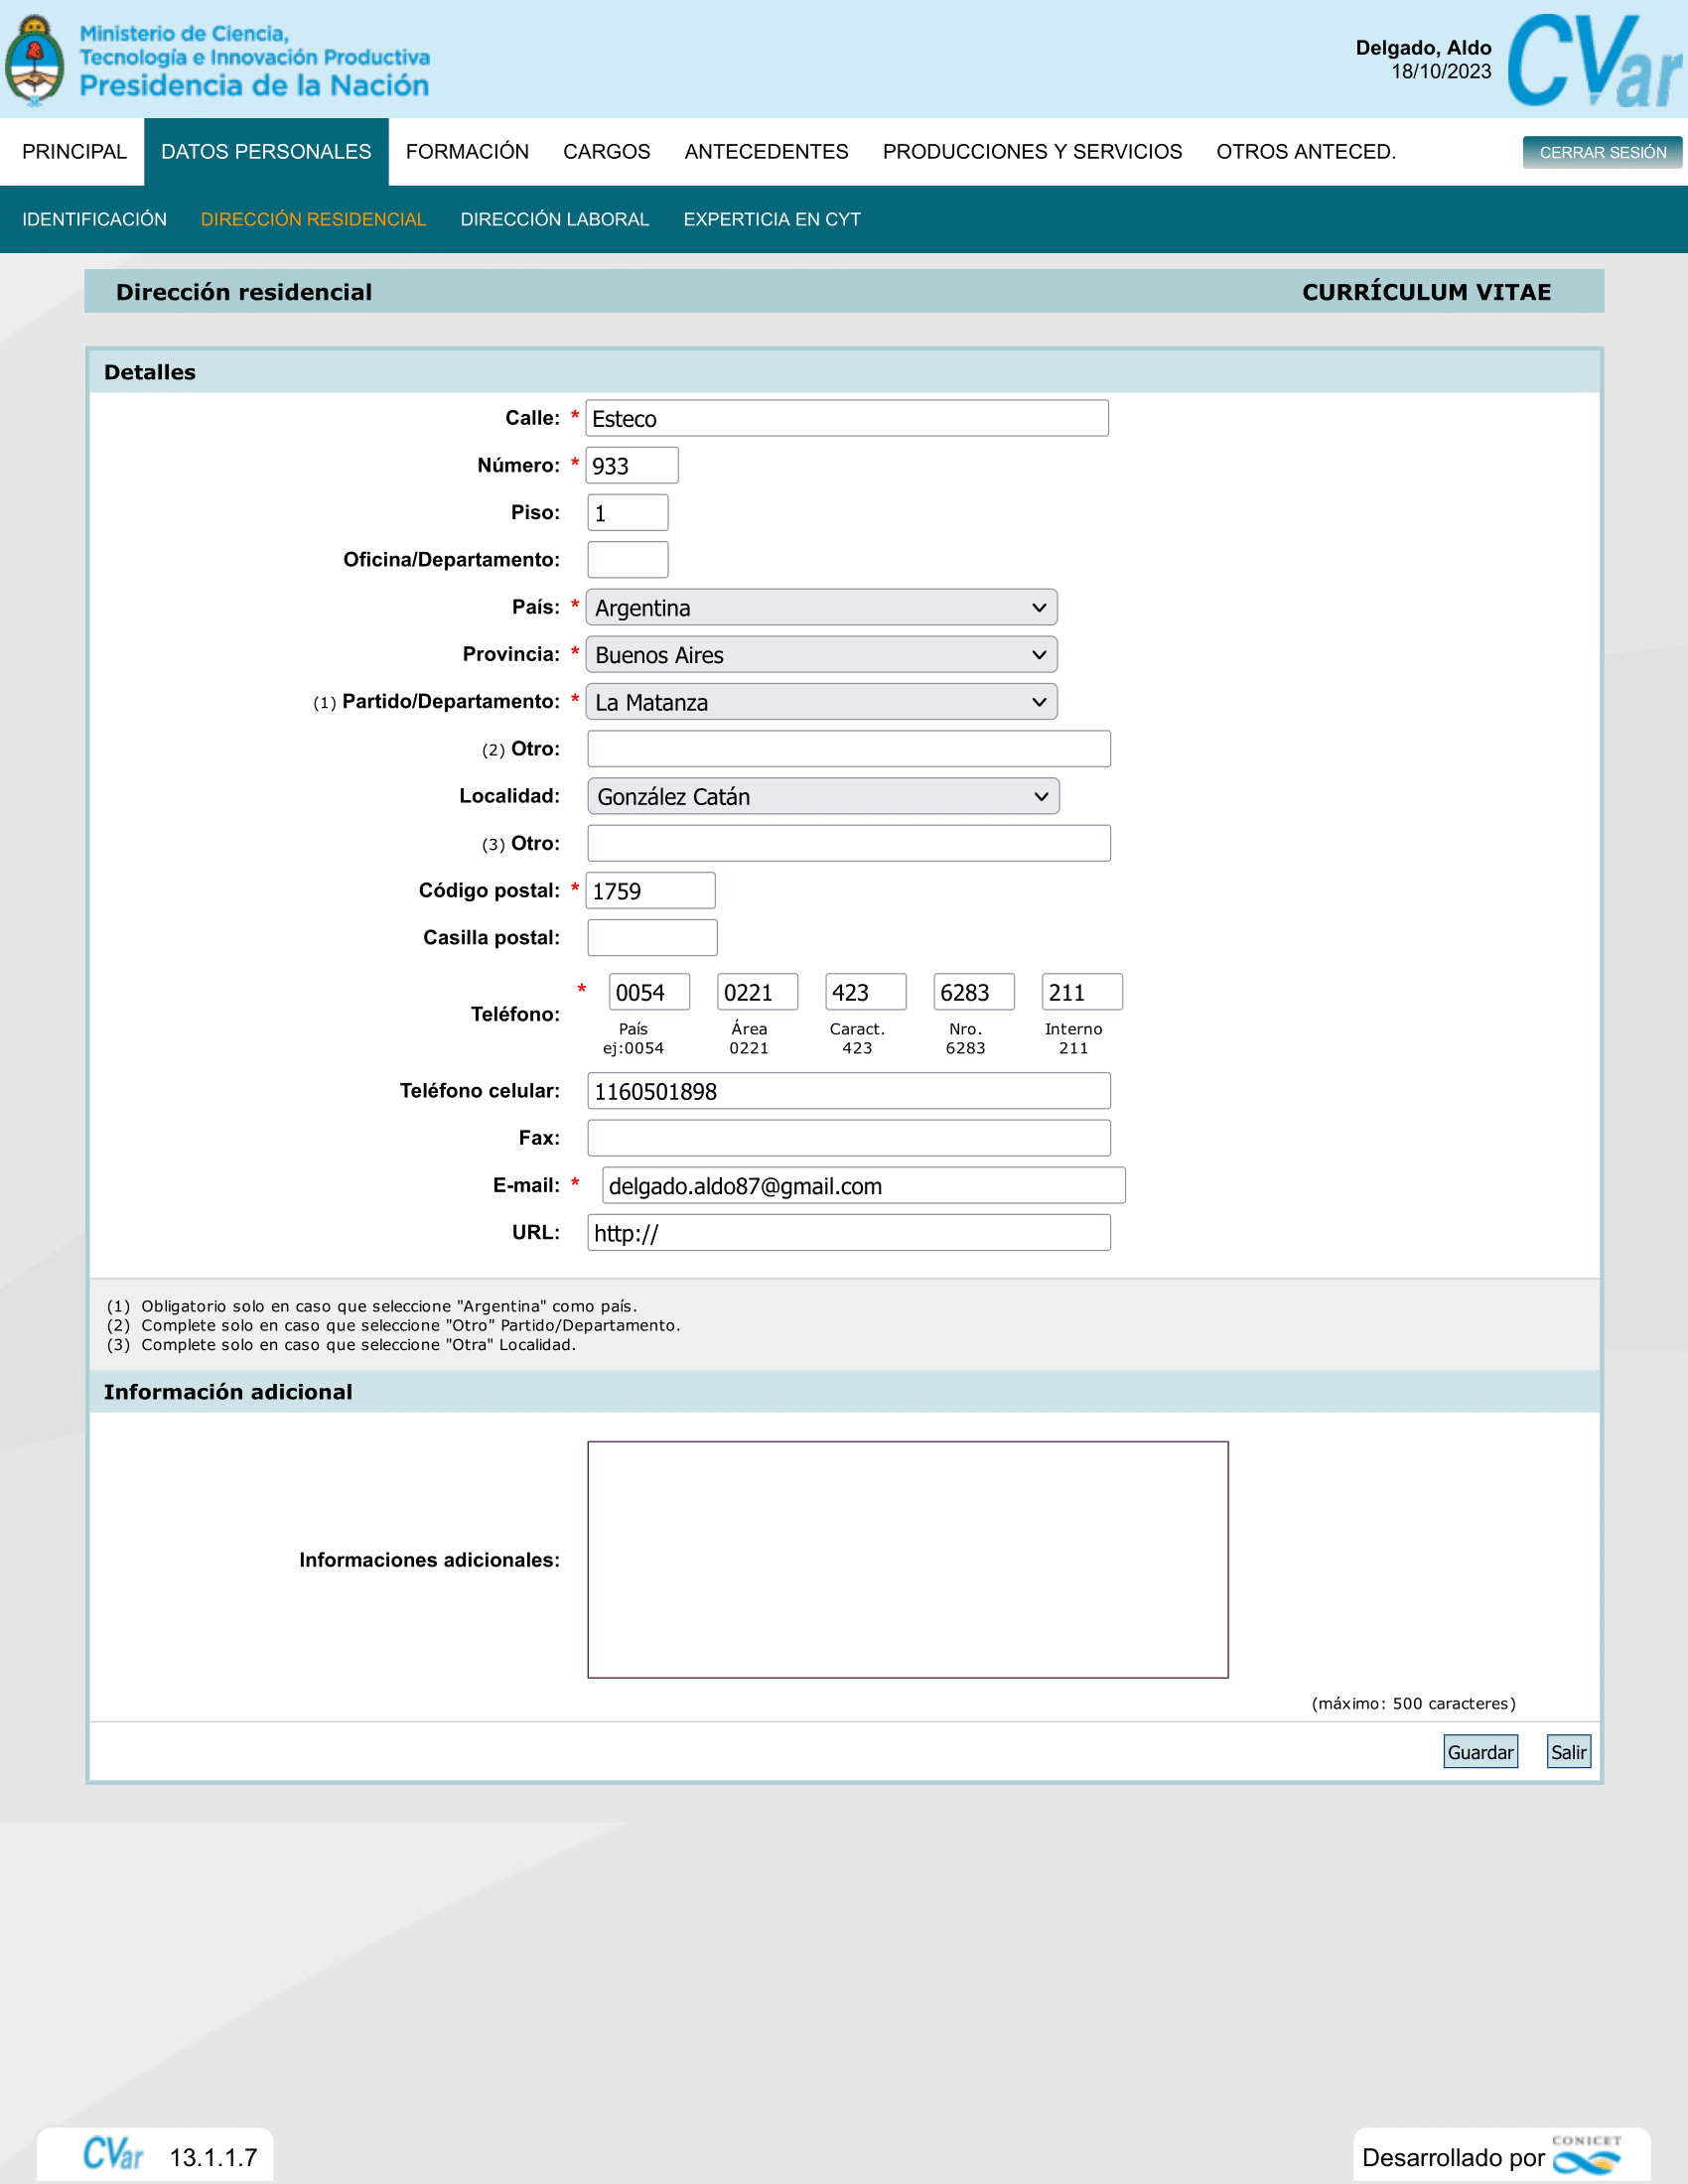 Ministerio de Ciencia,
Tecnología e Innovación Productiva
Presidencia de la Nación
Delgado, Aldo
18/10/2023
CVar
PRINCIPAL DATOS PERSONALES FORMACIÓN CARGOS ANTECEDENTES PRODUCCIONES Y SERVICIOS OTROS ANTECED. CERRAR SESIÓN
IDENTIFICACIÓN DIRECCIÓN RESIDENCIAL DIRECCIÓN LABORAL EXPERTICIA EN CYT
Dirección residencial CURRÍCULUM VITAE
Detalles
Calle: * Esteco
Número: * 933
Piso: 1
Oficina/Departamento:
País: * Argentina
Provincia: * Buenos Aires
(1) Partido/Departamento: * La Matanza
(2) Otro:
Localidad: González Catán
(3) Otro:
Código postal: * 1759
Casilla postal:
Teléfono: * 0054 0221 423 6283 211
País Área Caract. Nro. Interno
ej:0054 0221 423 6283 211
Teléfono celular: 1160501898
Fax:
E-mail: * delgado.aldo87@gmail.com
URL: http://
(1) Obligatorio solo en caso que seleccione "Argentina" como país.
(2) Complete solo en caso que seleccione "Otro" Partido/Departamento.
(3) Complete solo en caso que seleccione "Otra" Localidad.
Información adicional
Informaciones adicionales:
(máximo: 500 caracteres)
Guardar Salir
CVar 13.1.1.7
Desarrollado por CONICET